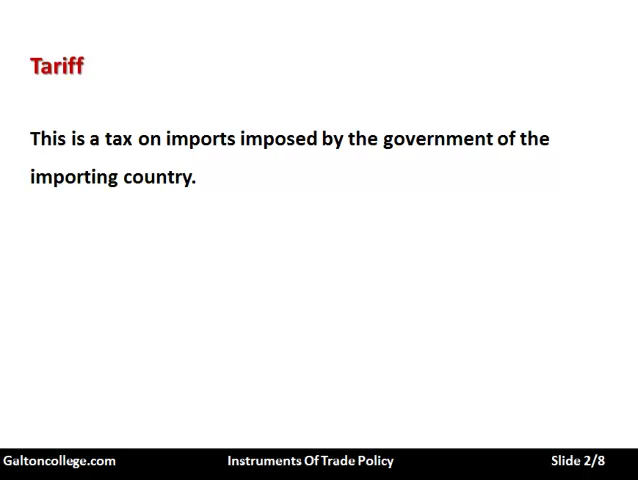 Tariff
This is a tax on imports imposed by the government of the
importing country.
Galtoncollege.com Instruments Of Trade Policy Slide 2/8